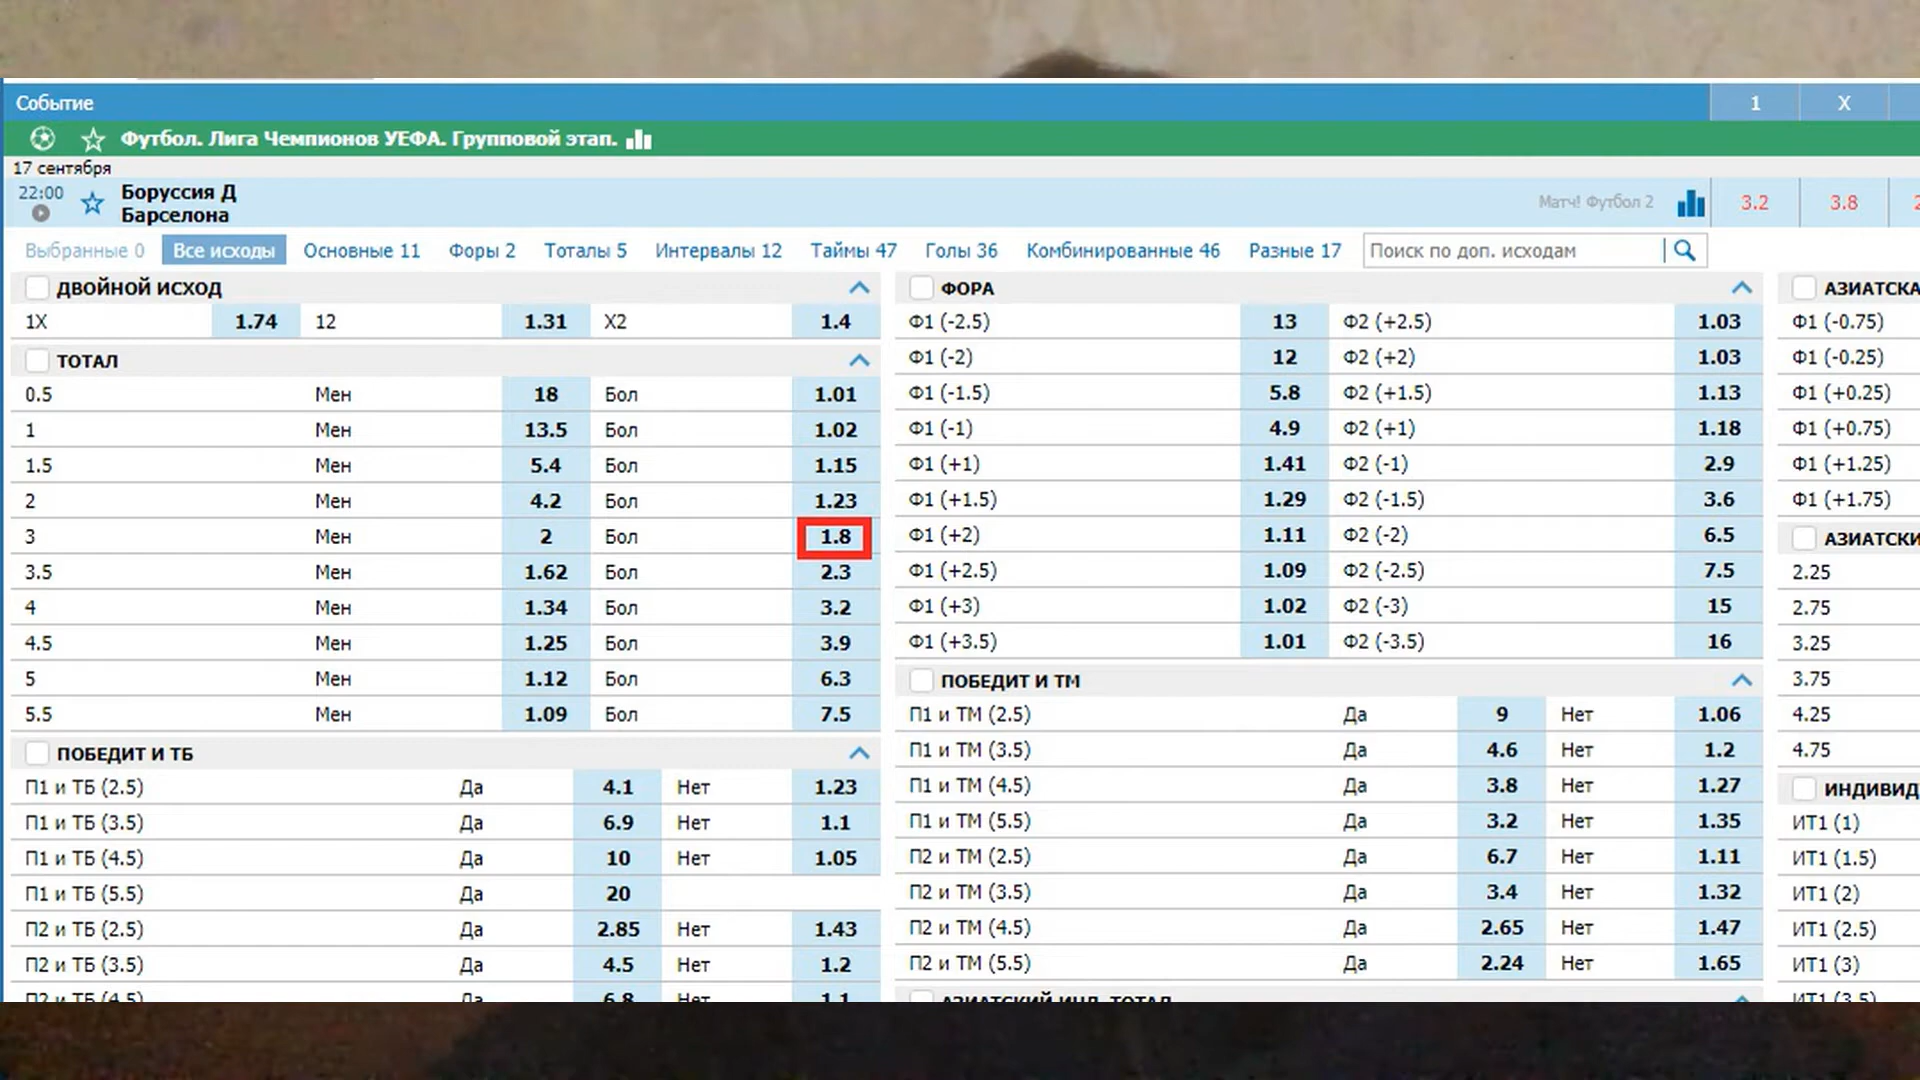 Событие 1 X
Футбол. Лига Чемпионов УЕФА. Групповой этап.
17 сентября
22:00 Боруссия Д
Барселона
Матч! Футбол 2 3.2 3.8 2
Выбранные 0 Все исходы Основные 11 Форы 2 Тоталы 5 Интервалы 12 Таймы 47 Голы 36 Комбинированные 46 Разные 17 Поиск по доп. исходам
ДВОЙНОЙ ИСХОД
1X 1.74 12 1.31 X2 1.4
ТОТАЛ
0.5 Мен 18 Бол 1.01
1 Мен 13.5 Бол 1.02
1.5 Мен 5.4 Бол 1.15
2 Мен 4.2 Бол 1.23
3 Мен 2 Бол 1.8
3.5 Мен 1.62 Бол 2.3
4 Мен 1.34 Бол 3.2
4.5 Мен 1.25 Бол 3.9
5 Мен 1.12 Бол 6.3
5.5 Мен 1.09 Бол 7.5
ПОБЕДИТ И ТБ
П1 и ТБ (2.5) Да 4.1 Нет 1.23
П1 и ТБ (3.5) Да 6.9 Нет 1.1
П1 и ТБ (4.5) Да 10 Нет 1.05
П1 и ТБ (5.5) Да 20
П2 и ТБ (2.5) Да 2.85 Нет 1.43
П2 и ТБ (3.5) Да 4.5 Нет 1.2
П2 и ТБ (4.5) Да 6.8 Нет 1.1
ФОРА
Ф1 (-2.5) 13 Ф2 (+2.5) 1.03
Ф1 (-2) 12 Ф2 (+2) 1.03
Ф1 (-1.5) 5.8 Ф2 (+1.5) 1.13
Ф1 (-1) 4.9 Ф2 (+1) 1.18
Ф1 (+1) 1.41 Ф2 (-1) 2.9
Ф1 (+1.5) 1.29 Ф2 (-1.5) 3.6
Ф1 (+2) 1.11 Ф2 (-2) 6.5
Ф1 (+2.5) 1.09 Ф2 (-2.5) 7.5
Ф1 (+3) 1.02 Ф2 (-3) 15
Ф1 (+3.5) 1.01 Ф2 (-3.5) 16
ПОБЕДИТ И ТМ
П1 и ТМ (2.5) Да 9 Нет 1.06
П1 и ТМ (3.5) Да 4.6 Нет 1.2
П1 и ТМ (4.5) Да 3.8 Нет 1.27
П1 и ТМ (5.5) Да 3.2 Нет 1.35
П2 и ТМ (2.5) Да 6.7 Нет 1.11
П2 и ТМ (3.5) Да 3.4 Нет 1.32
П2 и ТМ (4.5) Да 2.65 Нет 1.47
П2 и ТМ (5.5) Да 2.24 Нет 1.65
АЗИАТСКИЙ ИНД. ТОТАЛ
АЗИАТСКА
Ф1 (-0.75)
Ф1 (-0.25)
Ф1 (+0.25)
Ф1 (+0.75)
Ф1 (+1.25)
Ф1 (+1.75)
АЗИАТСКИ
2.25
2.75
3.25
3.75
4.25
4.75
ИНДИВИД
ИТ1 (1)
ИТ1 (1.5)
ИТ1 (2)
ИТ1 (2.5)
ИТ1 (3)
ИТ1 (3.5)